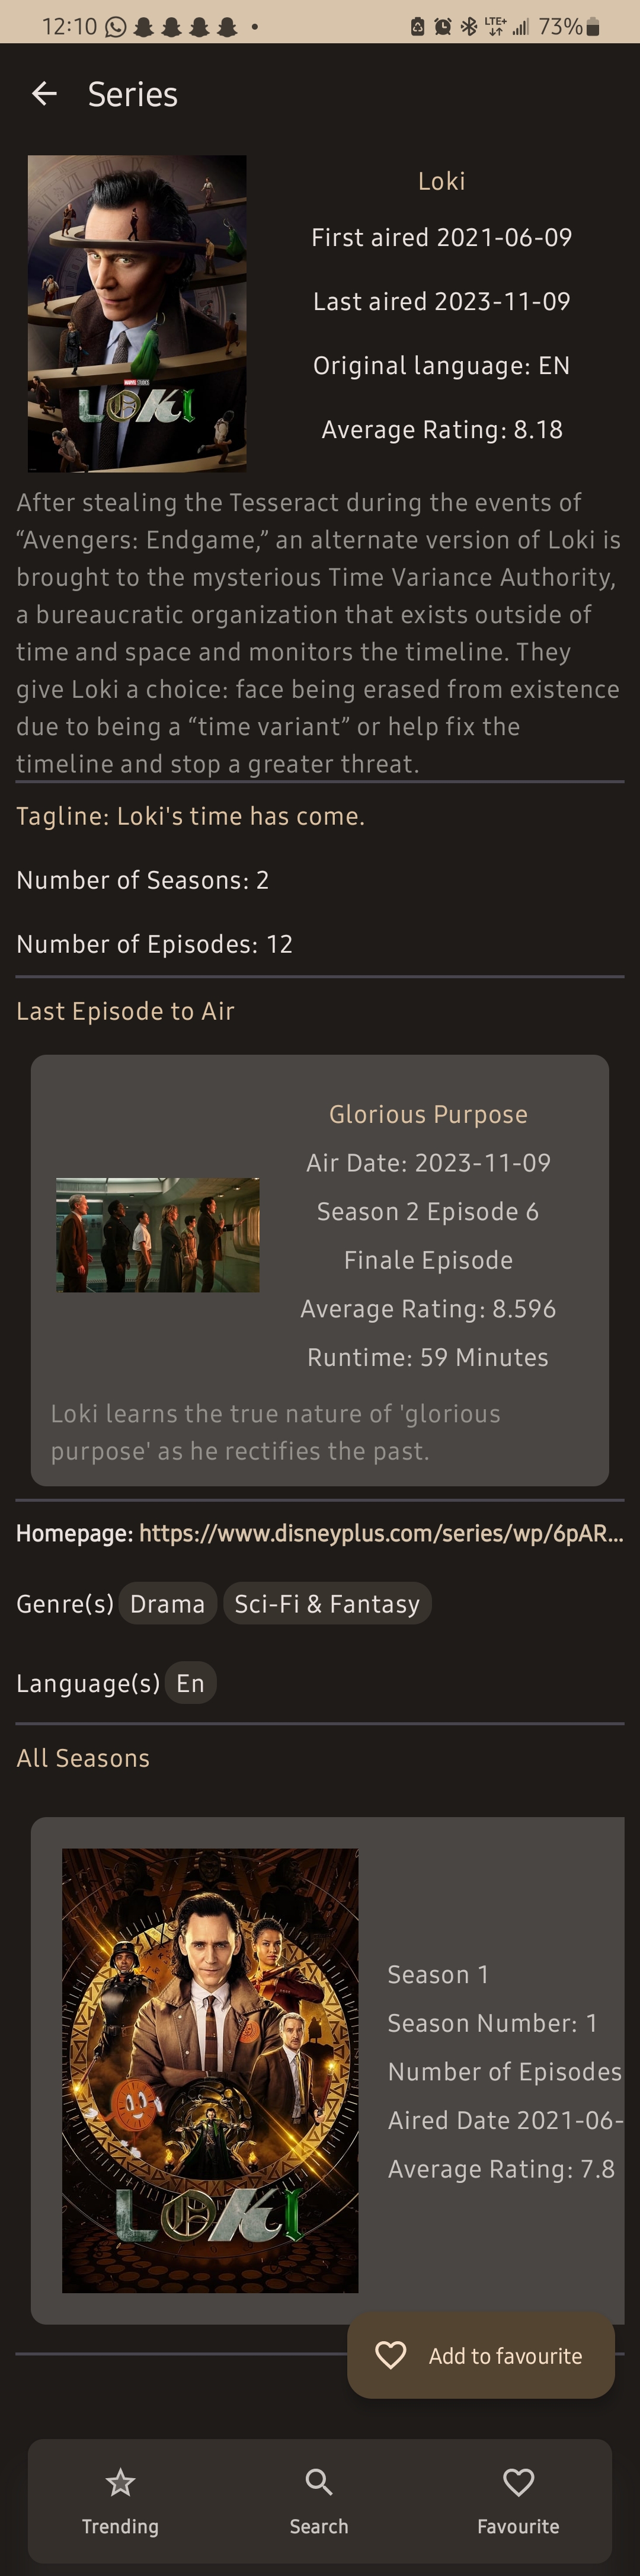 12:10
LTE+
73%
Series
Loki
First aired 2021-06-09
Last aired 2023-11-09
Original language: EN
Average Rating: 8.18
MARVEL STUDIOS
LOKI
After stealing the Tesseract during the events of
“Avengers: Endgame,” an alternate version of Loki is
brought to the mysterious Time Variance Authority,
a bureaucratic organization that exists outside of
time and space and monitors the timeline. They
give Loki a choice: face being erased from existence
due to being a “time variant” or help fix the
timeline and stop a greater threat.
Tagline: Loki's time has come.
Number of Seasons: 2
Number of Episodes: 12
Last Episode to Air
Glorious Purpose
Air Date: 2023-11-09
Season 2 Episode 6
Finale Episode
Average Rating: 8.596
Runtime: 59 Minutes
Loki learns the true nature of 'glorious
purpose' as he rectifies the past.
Homepage: https://www.disneyplus.com/series/wp/6pAR...
Genre(s) Drama Sci-Fi & Fantasy
Language(s) En
All Seasons
LOKI
Season 1
Season Number: 1
Number of Episodes
Aired Date 2021-06-
Average Rating: 7.8
Add to favourite
Trending
Search
Favourite